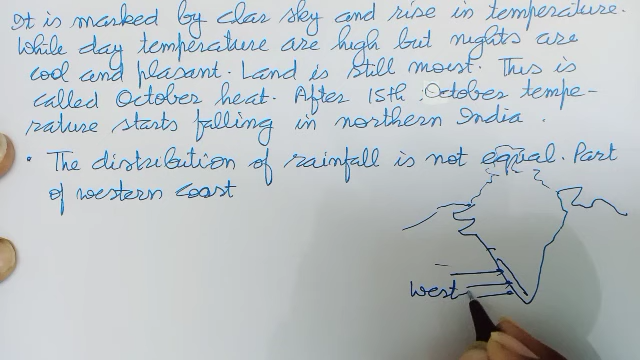 It is marked by clar sky and rise in temperature.
While day temperature are high but nights are
cool and plasant. Land is still moist. This is
called October heat. After 15th October tempe-
rature starts falling in northern India.
• The distribution of rainfall is not equal. Part
of western coast
West